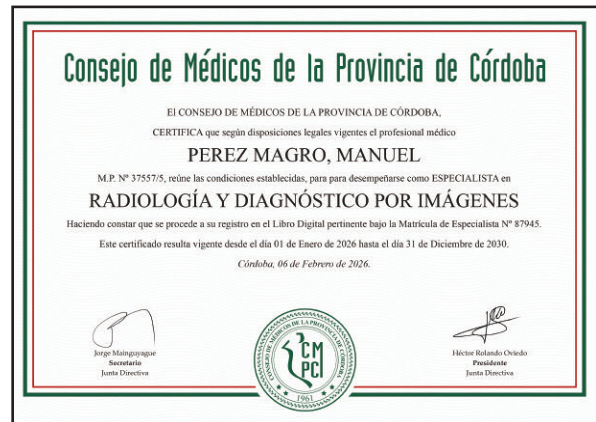 Consejo de Médicos de la Provincia de Córdoba
El CONSEJO DE MÉDICOS DE LA PROVINCIA DE CÓRDOBA,
CERTIFICA que según disposiciones legales vigentes el profesional médico
PEREZ MAGRO, MANUEL
M.P. Nº 37557/5, reúne las condiciones establecidas, para para desempeñarse como ESPECIALISTA en
RADIOLOGÍA Y DIAGNÓSTICO POR IMÁGENES
Haciendo constar que se procede a su registro en el Libro Digital pertinente bajo la Matrícula de Especialista Nº 87945.
Este certificado resulta vigente desde el día 01 de Enero de 2026 hasta el día 31 de Diciembre de 2030.
Córdoba, 06 de Febrero de 2026.
Jorge Mainguyague
Secretario
Junta Directiva
CONSEJO DE MÉDICOS DE LA PROVINCIA DE CÓRDOBA
CM
PC
1961
Héctor Rolando Oviedo
Presidente
Junta Directiva